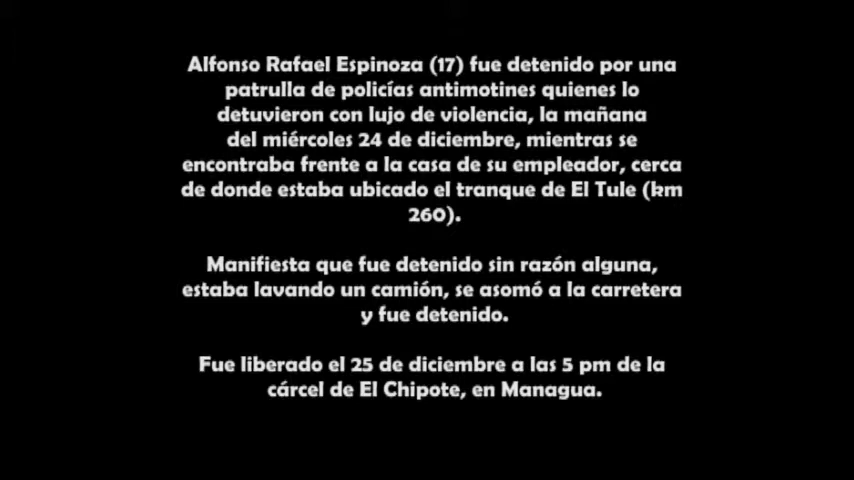 Alfonso Rafael Espinoza (17) fue detenido por una
patrulla de policías antimotines quienes lo
detuvieron con lujo de violencia, la mañana
del miércoles 24 de diciembre, mientras se
encontraba frente a la casa de su empleador, cerca
de donde estaba ubicado el tranque de El Tule (km
260).
Manifiesta que fue detenido sin razón alguna,
estaba lavando un camión, se asomó a la carretera
y fue detenido.
Fue liberado el 25 de diciembre a las 5 pm de la
cárcel de El Chipote, en Managua.